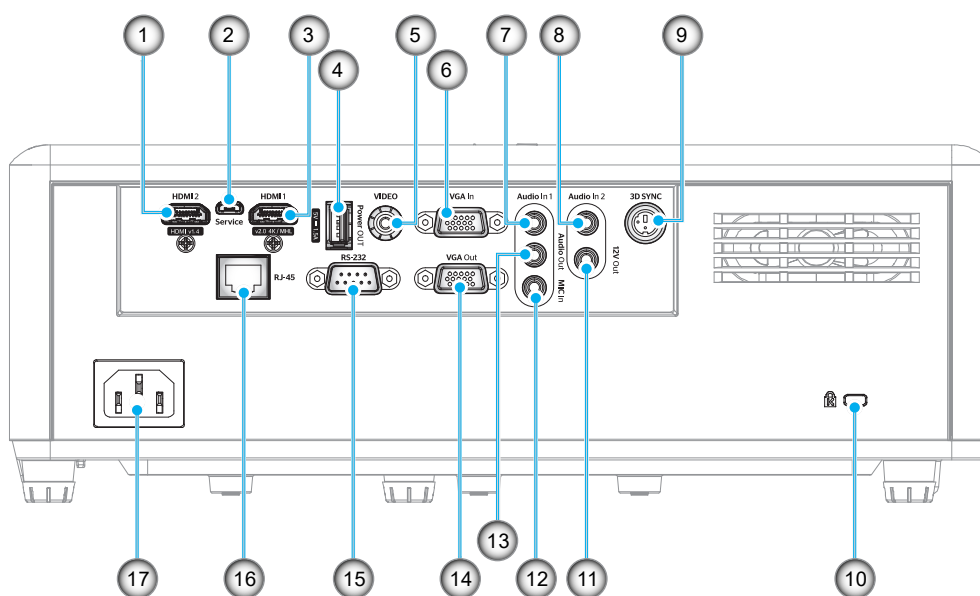 1 2 3 4 5 6 7 8 9
HDMI 2 HDMI 1 VIDEO VGA In Audio In 1 Audio In 2 3D SYNC
Service
HDMI v1.4 v2.0 4K / MHL
5V⎓1.5A
Power OUT
Audio Out
12V Out
RJ-45 RS-232 VGA Out
MIC In
10
13
17 16 15 14 12 11